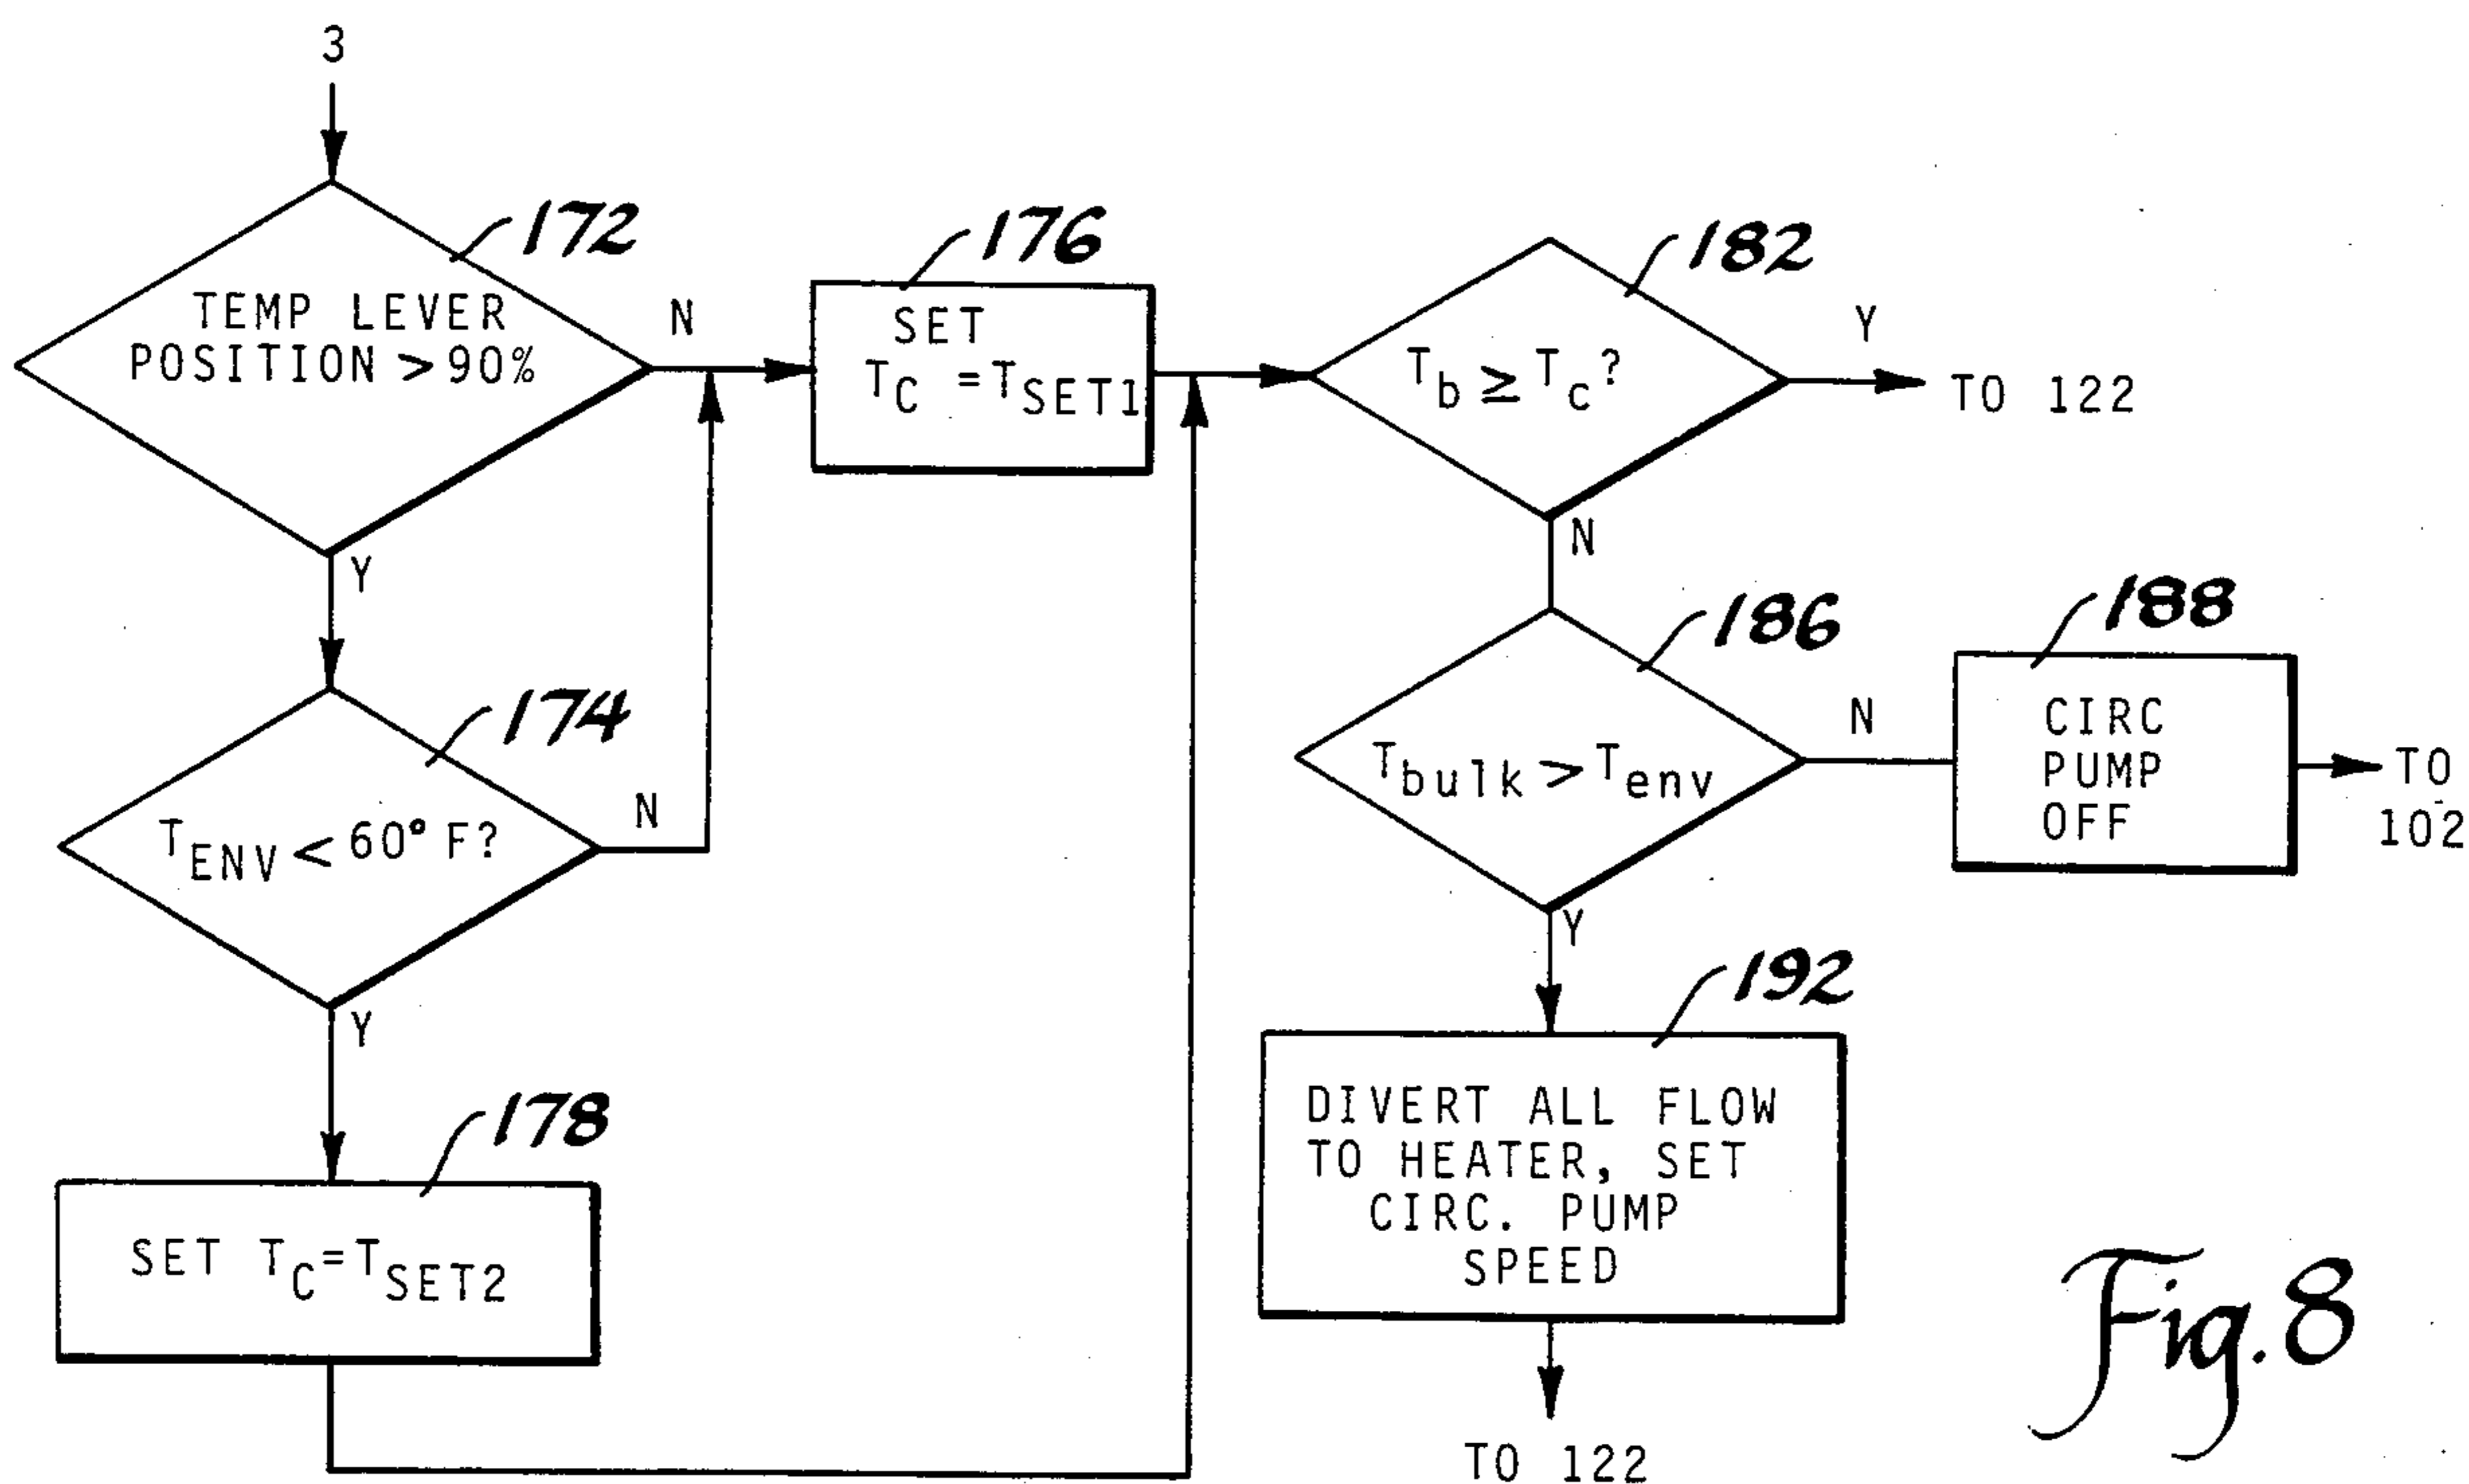 3
172
TEMP LEVER
POSITION > 90%
N
Y
176
SET
TC = TSET1
182
Tb ≥ Tc?
Y
TO 122
N
174
TENV < 60° F?
N
Y
186
Tbulk > Tenv
N
Y
188
CIRC
PUMP
OFF
TO
102
178
SET TC=TSET2
192
DIVERT ALL FLOW
TO HEATER, SET
CIRC. PUMP
SPEED
TO 122
Fig. 8